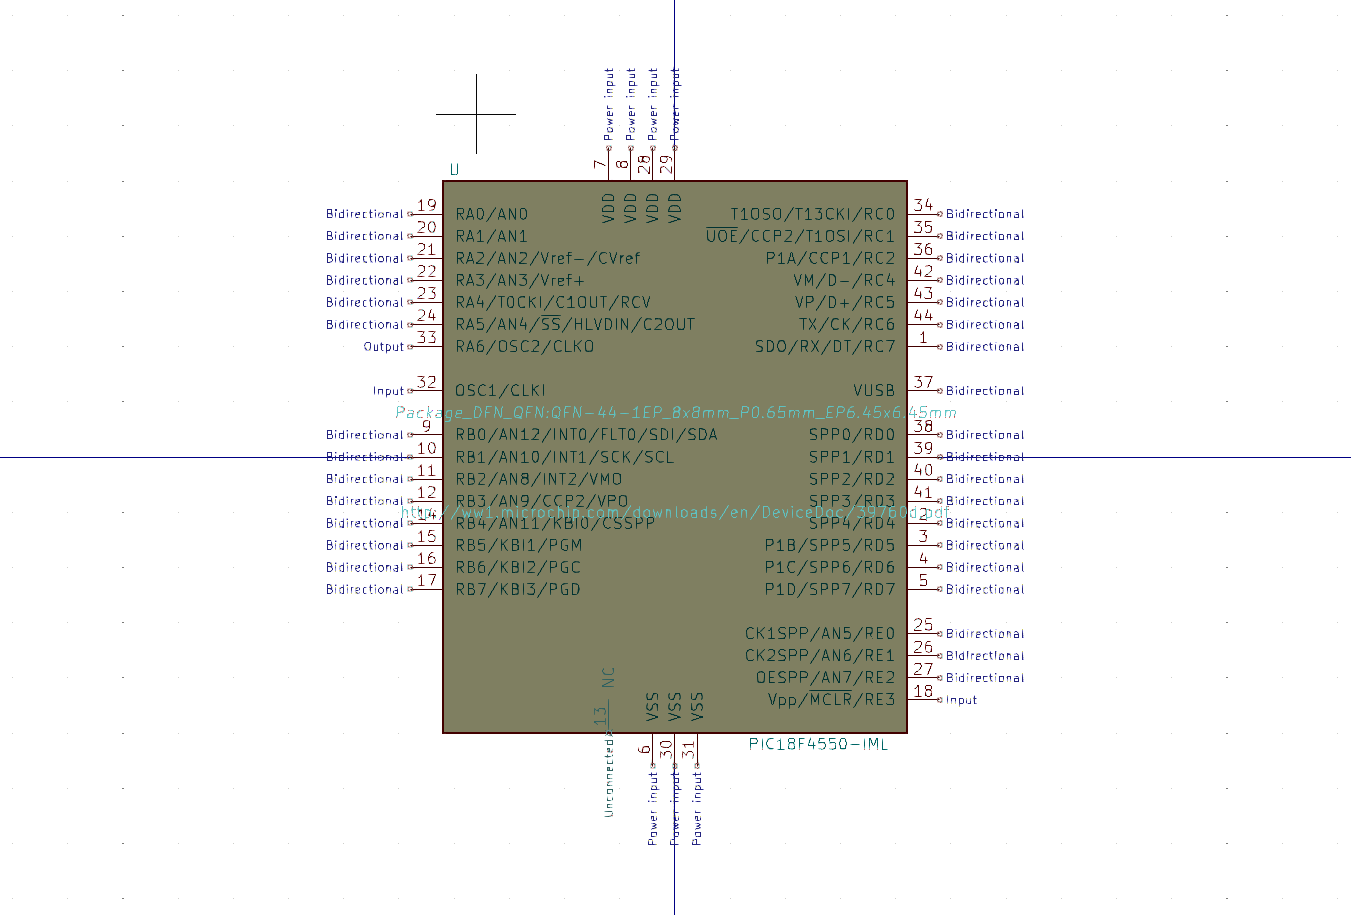 Power input
Power input
Power input
Power input
7
8
28
29
U
VDD
VDD
VDD
VDD
Bidirectional 19 RA0/AN0
Bidirectional 20 RA1/AN1
Bidirectional 21 RA2/AN2/Vref-/CVref
Bidirectional 22 RA3/AN3/Vref+
Bidirectional 23 RA4/T0CKI/C1OUT/RCV
Bidirectional 24 RA5/AN4/SS/HLVDIN/C2OUT
Output 33 RA6/OSC2/CLKO
Input 32 OSC1/CLKI
T1OSO/T13CKI/RC0 34 Bidirectional
UOE/CCP2/T1OSI/RC1 35 Bidirectional
P1A/CCP1/RC2 36 Bidirectional
VM/D-/RC4 42 Bidirectional
VP/D+/RC5 43 Bidirectional
TX/CK/RC6 44 Bidirectional
SDO/RX/DT/RC7 1 Bidirectional
VUSB 37 Bidirectional
Package_DFN_QFN:QFN-44-1EP_8x8mm_P0.65mm_EP6.45x6.45mm
Bidirectional 9 RB0/AN12/INT0/FLT0/SDI/SDA
Bidirectional 10 RB1/AN10/INT1/SCK/SCL
Bidirectional 11 RB2/AN8/INT2/VMO
Bidirectional 12 RB3/AN9/CCP2/VPO
http://ww1.microchip.com/downloads/en/DeviceDoc/39760d.pdf
Bidirectional 14 RB4/AN11/KBI0/CSSPP
Bidirectional 15 RB5/KBI1/PGM
Bidirectional 16 RB6/KBI2/PGC
Bidirectional 17 RB7/KBI3/PGD
SPP0/RD0 38 Bidirectional
SPP1/RD1 39 Bidirectional
SPP2/RD2 40 Bidirectional
SPP3/RD3 41 Bidirectional
SPP4/RD4 2 Bidirectional
P1B/SPP5/RD5 3 Bidirectional
P1C/SPP6/RD6 4 Bidirectional
P1D/SPP7/RD7 5 Bidirectional
CK1SPP/AN5/RE0 25 Bidirectional
CK2SPP/AN6/RE1 26 Bidirectional
OESPP/AN7/RE2 27 Bidirectional
Vpp/MCLR/RE3 18 Input
NC
13
Unconnected
VSS
VSS
VSS
6
30
31
PIC18F4550-IML
Power input
Power input
Power input